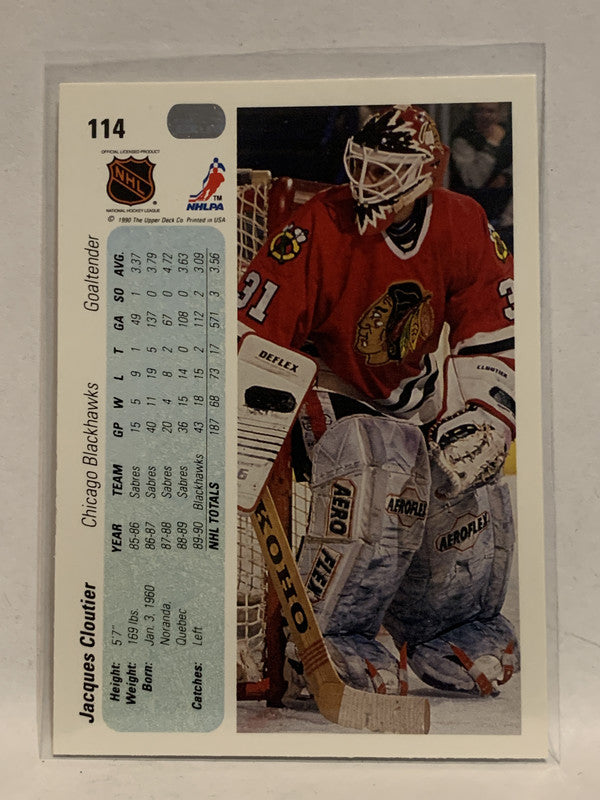 114
OFFICIAL LICENSED PRODUCT
NHL
NATIONAL HOCKEY LEAGUE
TM
NHLPA
© 1990 The Upper Deck Co. Printed in USA
Jacques Cloutier Chicago Blackhawks Goaltender
Height: 5'7"
Weight: 169 lbs.
Born: Jan. 3, 1960
Noranda,
Quebec
Catches: Left
YEAR TEAM GP W L T GA SO AVG.
85-86 Sabres 15 5 9 1 49 1 3.37
86-87 Sabres 40 11 19 5 137 0 3.79
87-88 Sabres 20 4 8 2 67 0 4.72
88-89 Sabres 36 15 14 0 108 0 3.63
89-90 Blackhawks 43 18 15 2 112 2 3.09
NHL TOTALS 187 68 73 17 571 3 3.56
31
3
DEFLEX
CLOUTIER
AERO
FLEX
AEROFLEX
AEROFLEX
KOHO
AEROFLEX